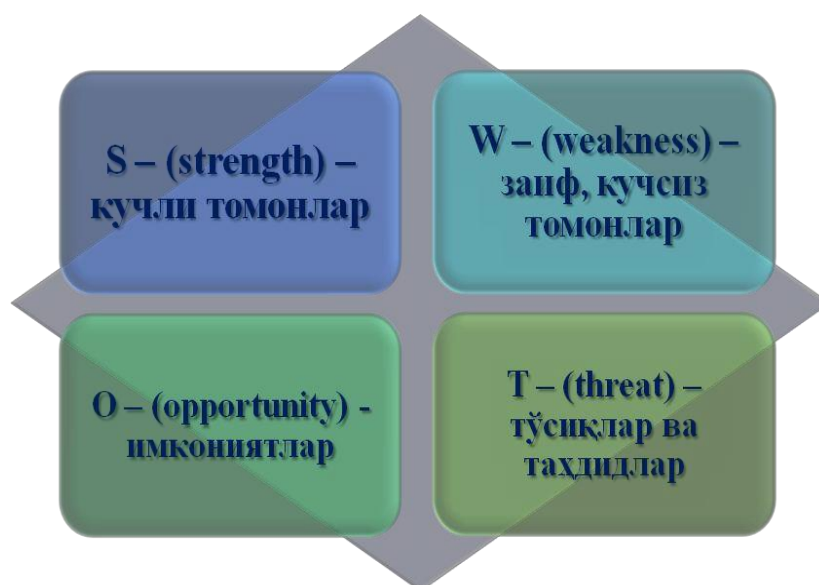 S – (strength) –
кучли томонлар
W – (weakness) –
заиф, кучсиз
томонлар
O – (opportunity) -
имкониятлар
T – (threat) –
тўсиқлар ва
таҳдидлар